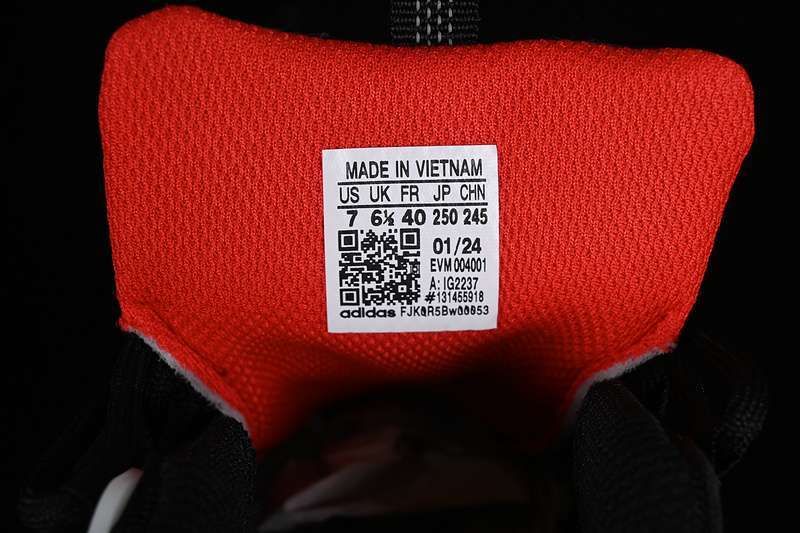 MADE IN VIETNAM
US UK FR JP CHN
7 6½ 40 250 245
01/24
EVM 004001
A: IG2237
#131455918
adidas FJK0R5Bw00053